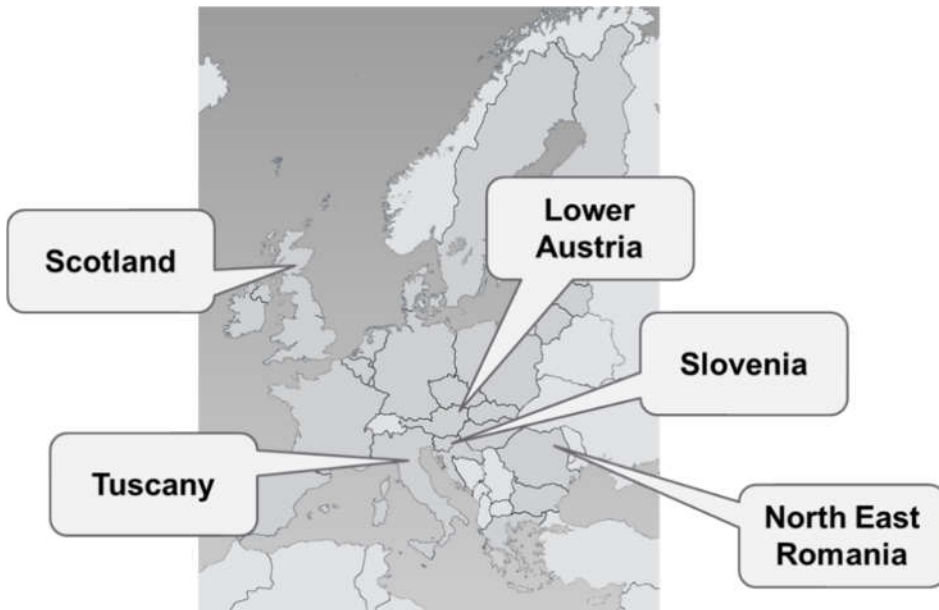 Lower
Austria
Scotland
Slovenia
Tuscany
North East
Romania